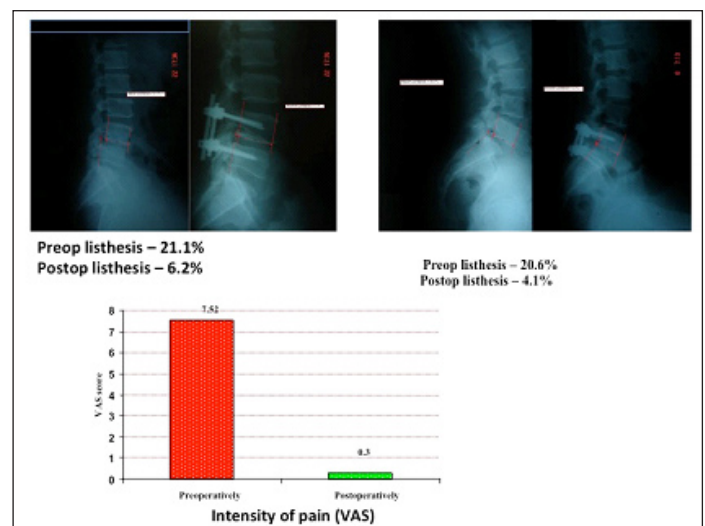 Preop listhesis – 21.1%
Postop listhesis – 6.2%
Preop listhesis – 20.6%
Postop listhesis – 4.1%
8
7
6
5
4
3
2
1
0
VAS score
7.52
0.3
Preoperatively
Postoperatively
Intensity of pain (VAS)